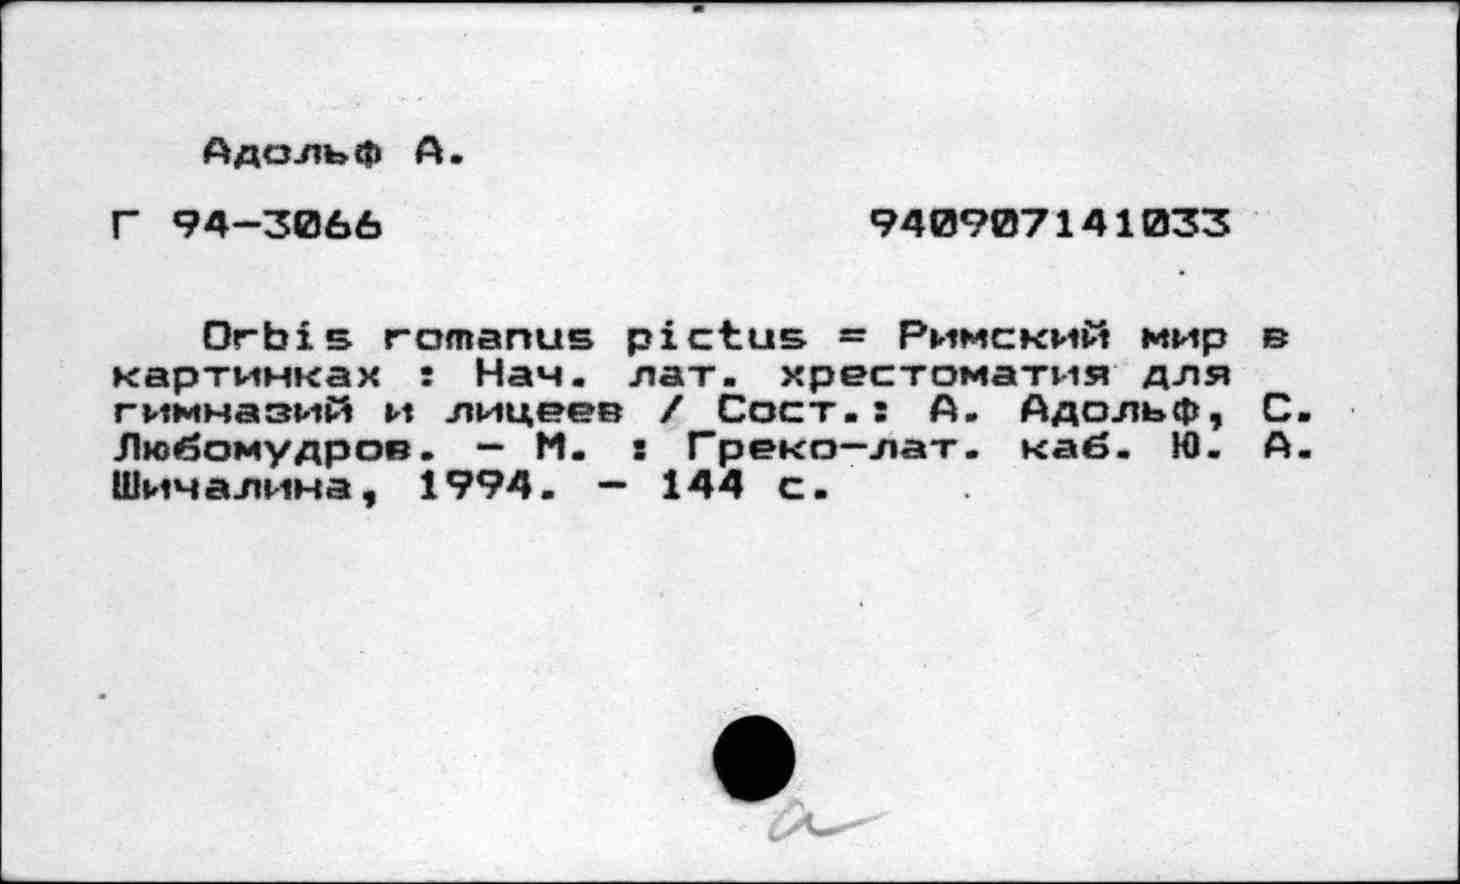 Адольф А.
Г 94-3066 940907141033
Orbis romanus pictus = Римский мир в
картинках : Нач. лат. хрестоматия для
гимназий и лицеев / Сост.: А. Адольф, С.
Любомудров. - М. : Греко-лат. каб. Ю. А.
Шичалина, 1994. - 144 с.
а